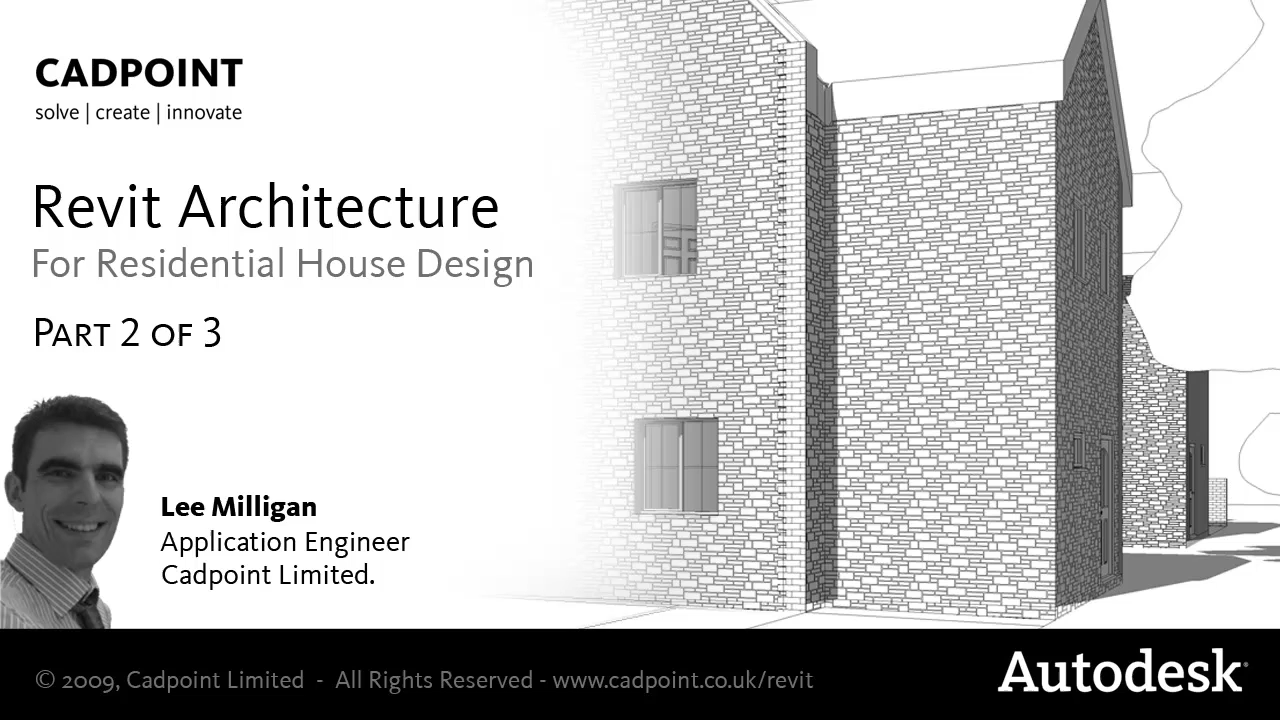 CADPOINT
solve | create | innovate
Revit Architecture
For Residential House Design
Part 2 of 3
Lee Milligan
Application Engineer
Cadpoint Limited.
© 2009, Cadpoint Limited - All Rights Reserved - www.cadpoint.co.uk/revit
Autodesk®